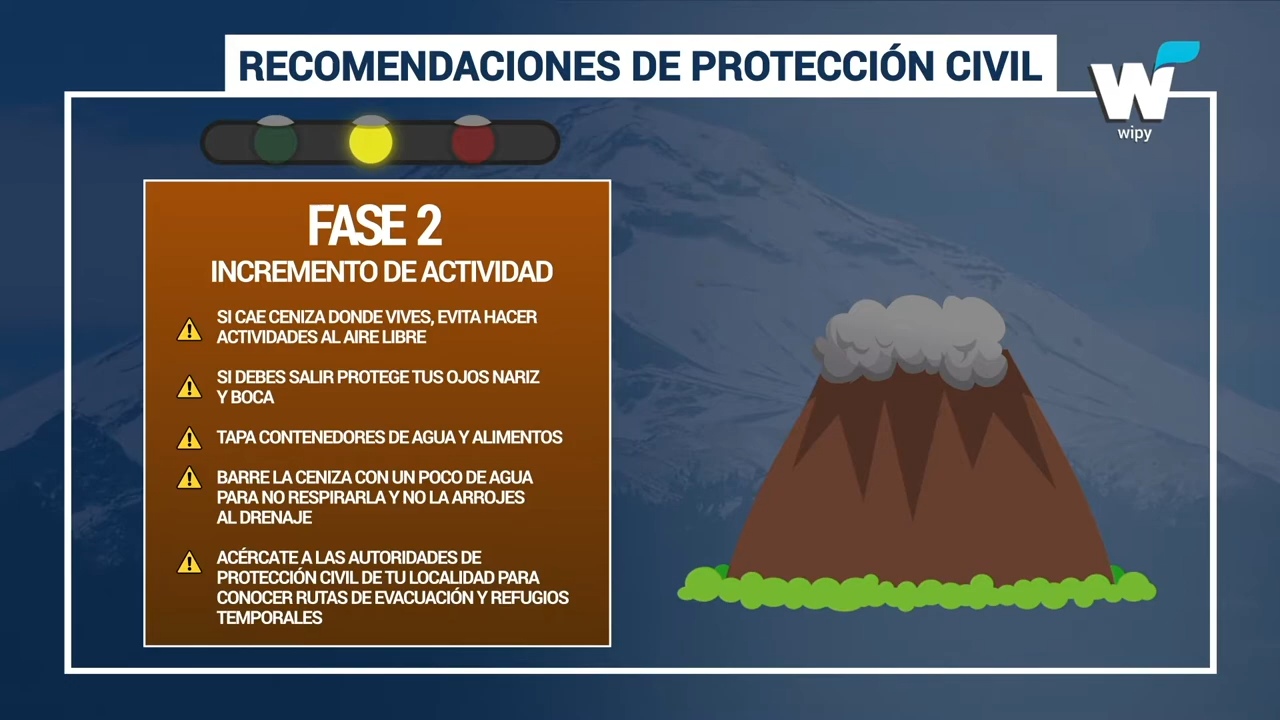 RECOMENDACIONES DE PROTECCIÓN CIVIL
W
wipy
FASE 2
INCREMENTO DE ACTIVIDAD
SI CAE CENIZA DONDE VIVES, EVITA HACER
ACTIVIDADES AL AIRE LIBRE
SI DEBES SALIR PROTEGE TUS OJOS NARIZ
Y BOCA
TAPA CONTENEDORES DE AGUA Y ALIMENTOS
BARRE LA CENIZA CON UN POCO DE AGUA
PARA NO RESPIRARLA Y NO LA ARROJES
AL DRENAJE
ACÉRCATE A LAS AUTORIDADES DE
PROTECCIÓN CIVIL DE TU LOCALIDAD PARA
CONOCER RUTAS DE EVACUACIÓN Y REFUGIOS
TEMPORALES